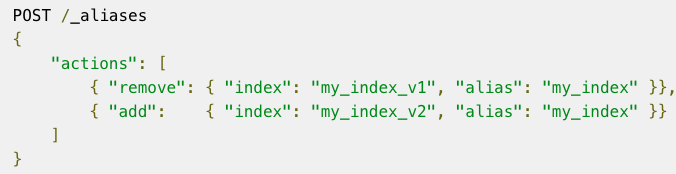 POST /_aliases
{
    "actions": [
        { "remove": { "index": "my_index_v1", "alias": "my_index" }},
        { "add":    { "index": "my_index_v2", "alias": "my_index" }}
    ]
}